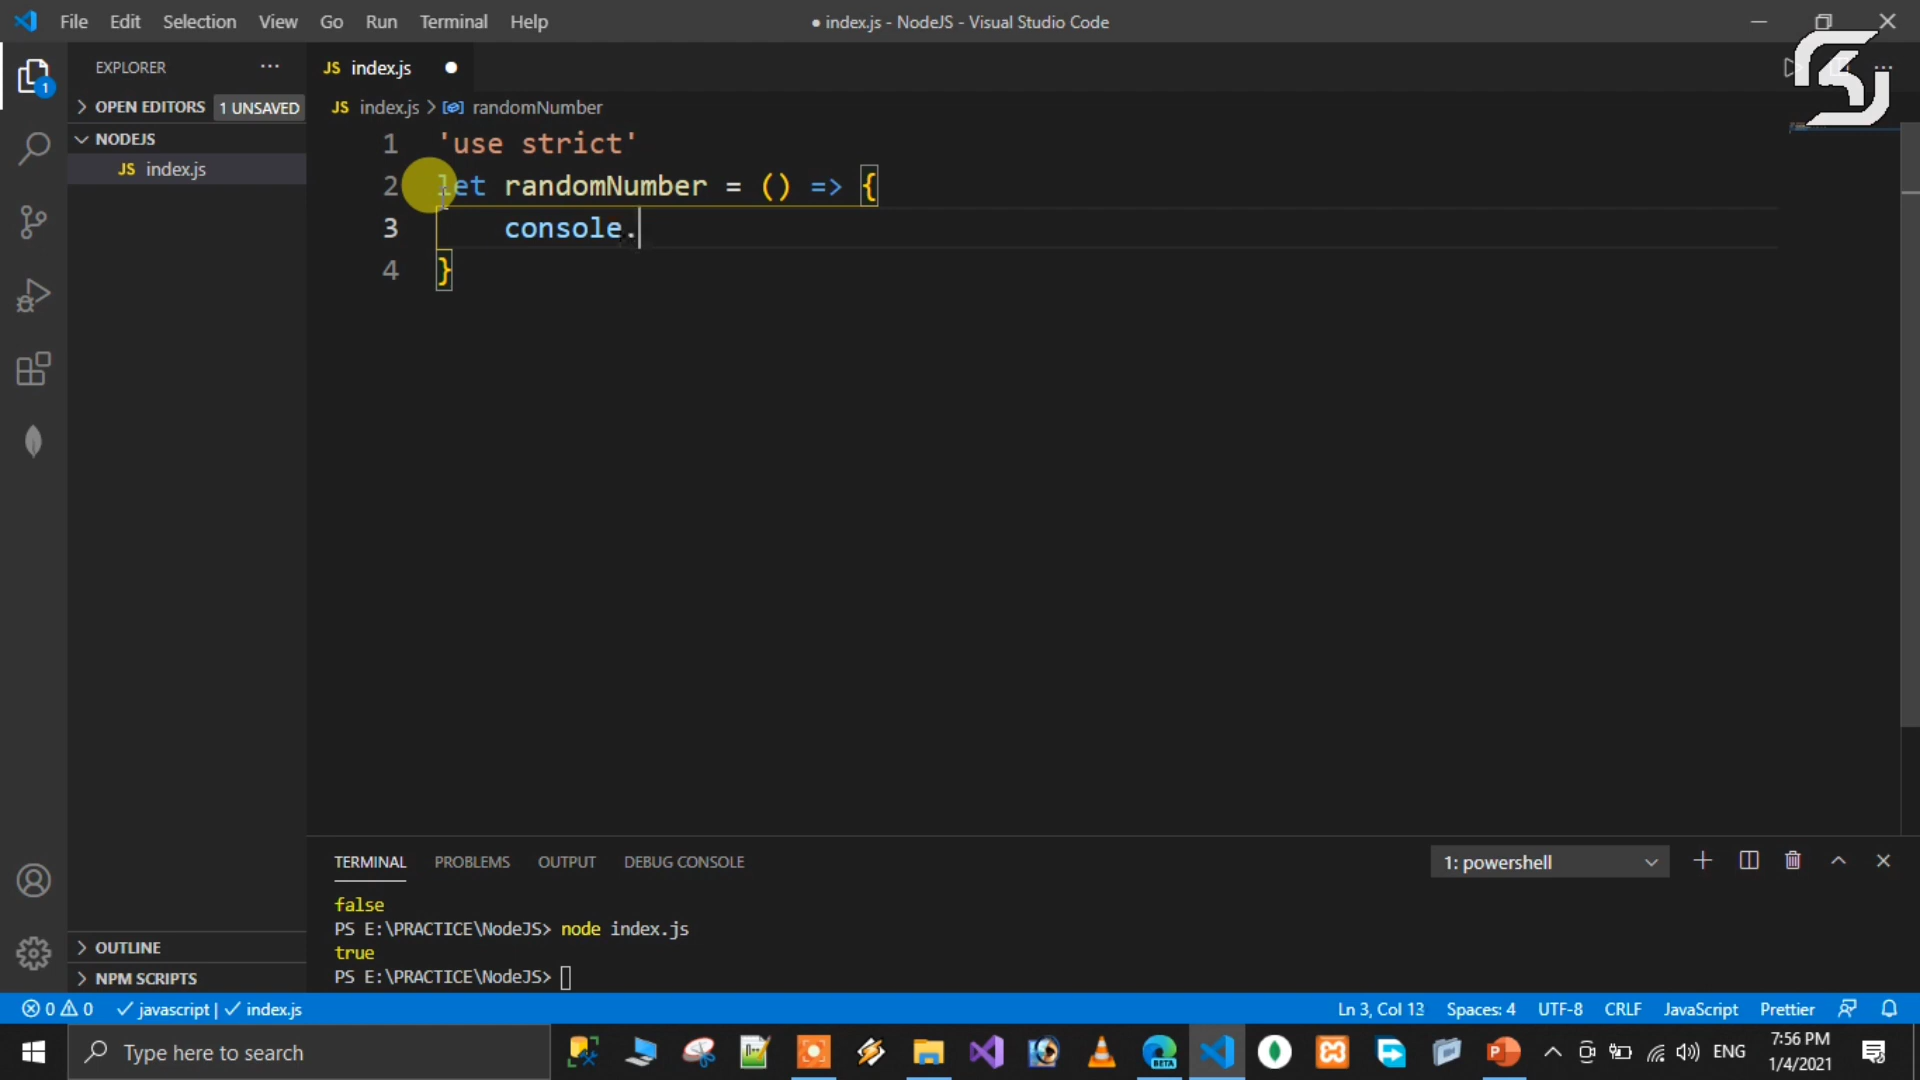 File Edit Selection View Go Run Terminal Help
● index.js - NodeJS - Visual Studio Code
EXPLORER
OPEN EDITORS 1 UNSAVED
NODEJS
JS index.js
JS index.js
JS index.js > randomNumber
1 'use strict'
2 let randomNumber = () => {
3 console.
4 }
1
OUTLINE
NPM SCRIPTS
TERMINAL PROBLEMS OUTPUT DEBUG CONSOLE
1: powershell
false
PS E:\PRACTICE\NodeJS> node index.js
true
PS E:\PRACTICE\NodeJS>
0 0 javascript | index.js
Ln 3, Col 13 Spaces: 4 UTF-8 CRLF JavaScript Prettier
Type here to search
BETA
ENG
7:56 PM
1/4/2021